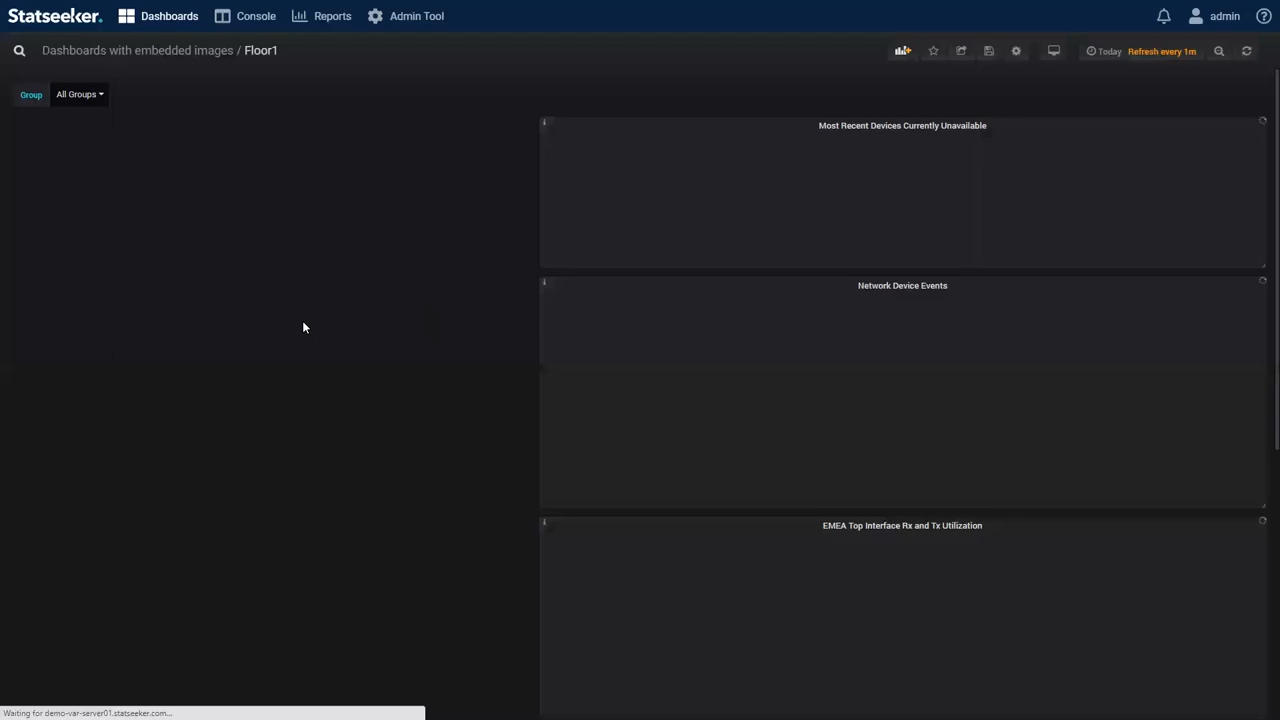 Statseeker. Dashboards Console Reports Admin Tool admin
Dashboards with embedded images / Floor1 Today Refresh every 1m
Group All Groups
Most Recent Devices Currently Unavailable
Network Device Events
EMEA Top Interface Rx and Tx Utilization
Waiting for demo-var-server01.statseeker.com...